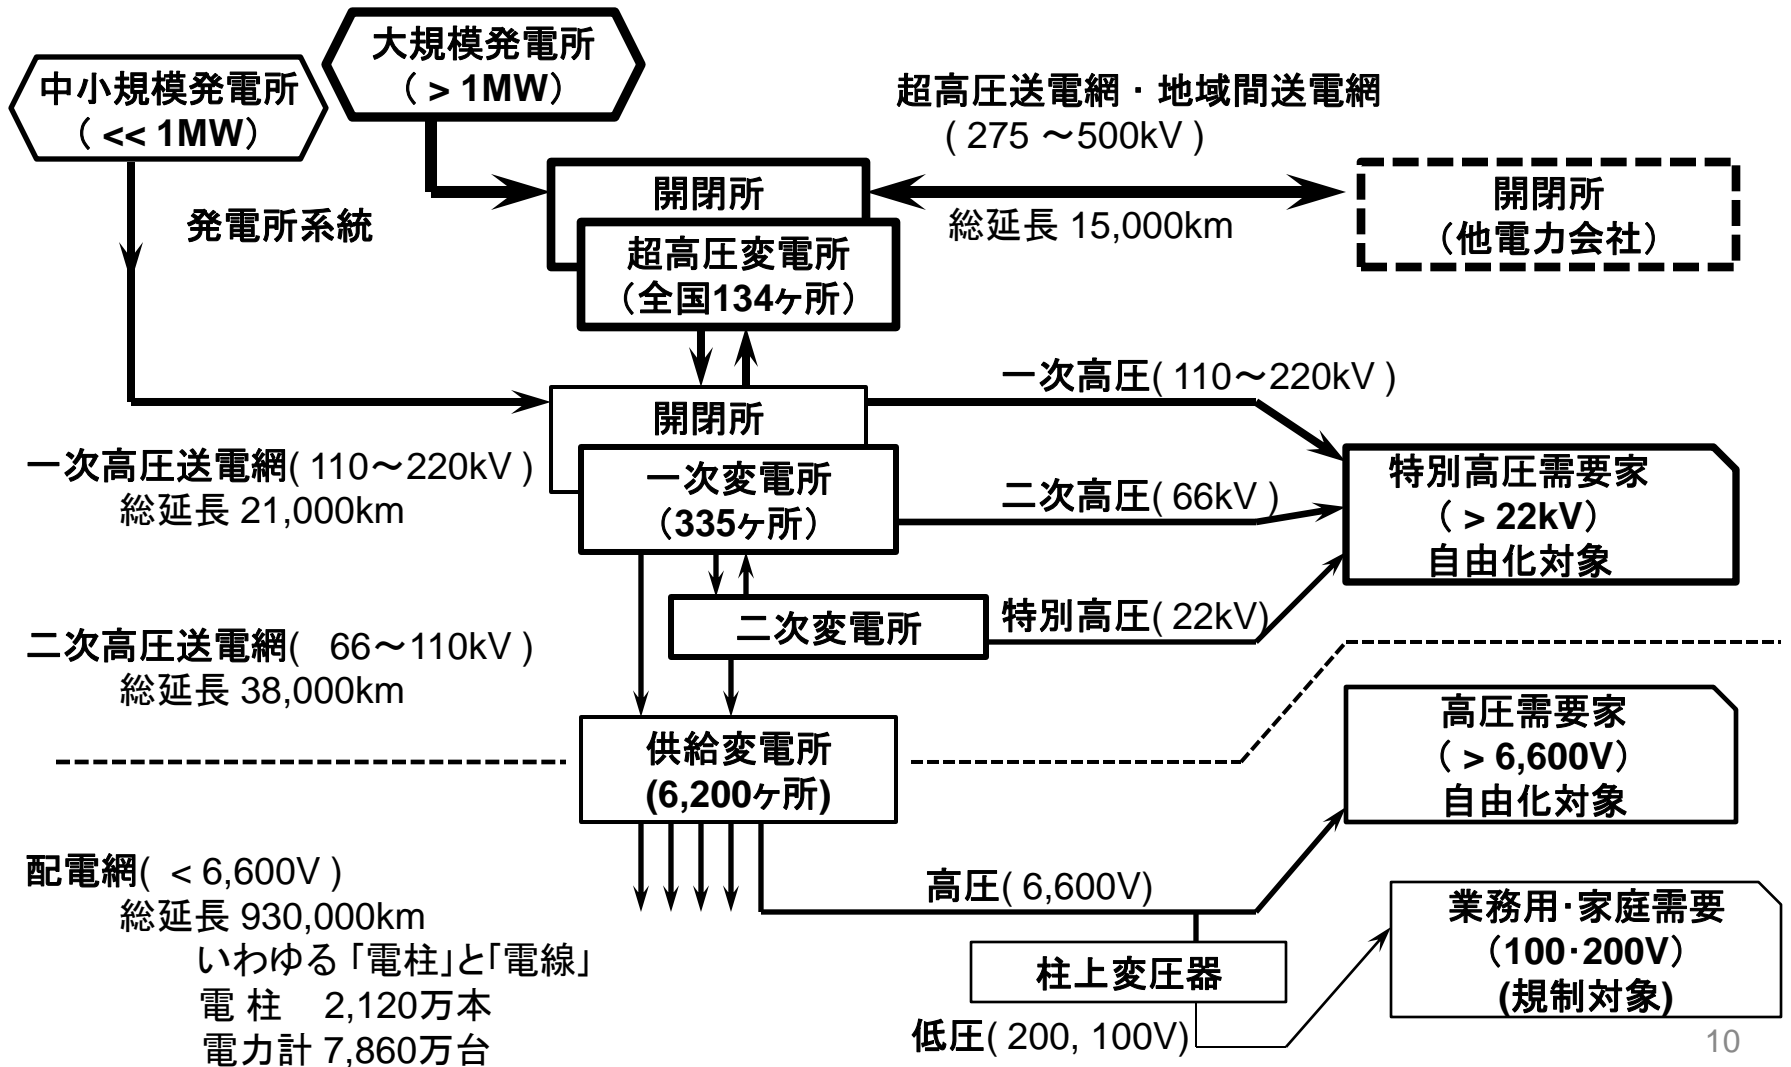 大規模発電所
（ > 1MW）
中小規模発電所
（ << 1MW）
超高圧送電網・地域間送電網
( 275 ～500kV )
開閉所
総延長 15,000km
開閉所
（他電力会社）
発電所系統
超高圧変電所
（全国134ヶ所）
一次高圧( 110～220kV )
開閉所
一次高圧送電網( 110～220kV )
総延長 21,000km
一次変電所
（335ヶ所）
二次高圧( 66kV )
特別高圧需要家
（ > 22kV）
自由化対象
二次変電所
特別高圧( 22kV)
二次高圧送電網( 66～110kV )
総延長 38,000km
供給変電所
(6,200ヶ所)
高圧需要家
（ > 6,600V）
自由化対象
配電網( < 6,600V )
総延長 930,000km
いわゆる ｢電柱｣と｢電線｣
電 柱 2,120万本
電力計 7,860万台
高圧( 6,600V)
柱上変圧器
低圧( 200, 100V)
業務用･家庭需要
（100･200V）
(規制対象)
10